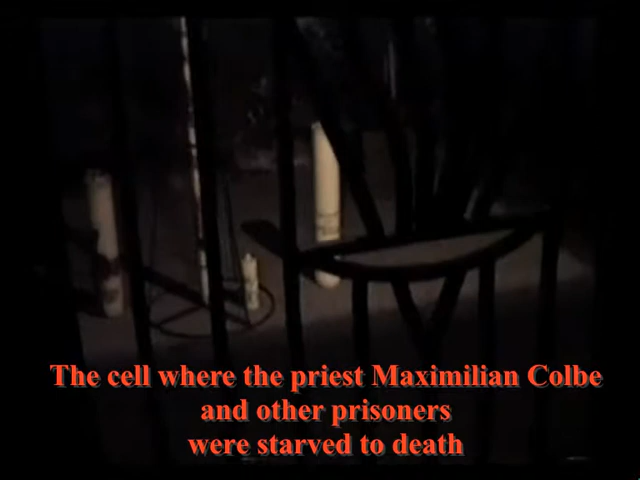 The cell where the priest Maximilian Colbe
and other prisoners
were starved to death